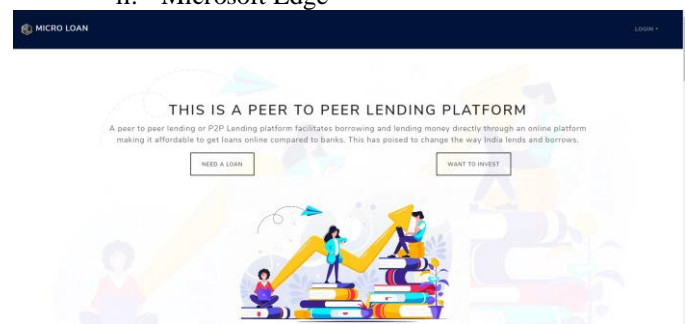 ii. Microsoft Edge
MICRO LOAN
LOGIN
THIS IS A PEER TO PEER LENDING PLATFORM
A peer to peer lending or P2P Lending platform facilitates borrowing and lending money directly through an online platform
making it affordable to get loans online compared to banks. This has poised to change the way India lends and borrows.
NEED A LOAN
WANT TO INVEST